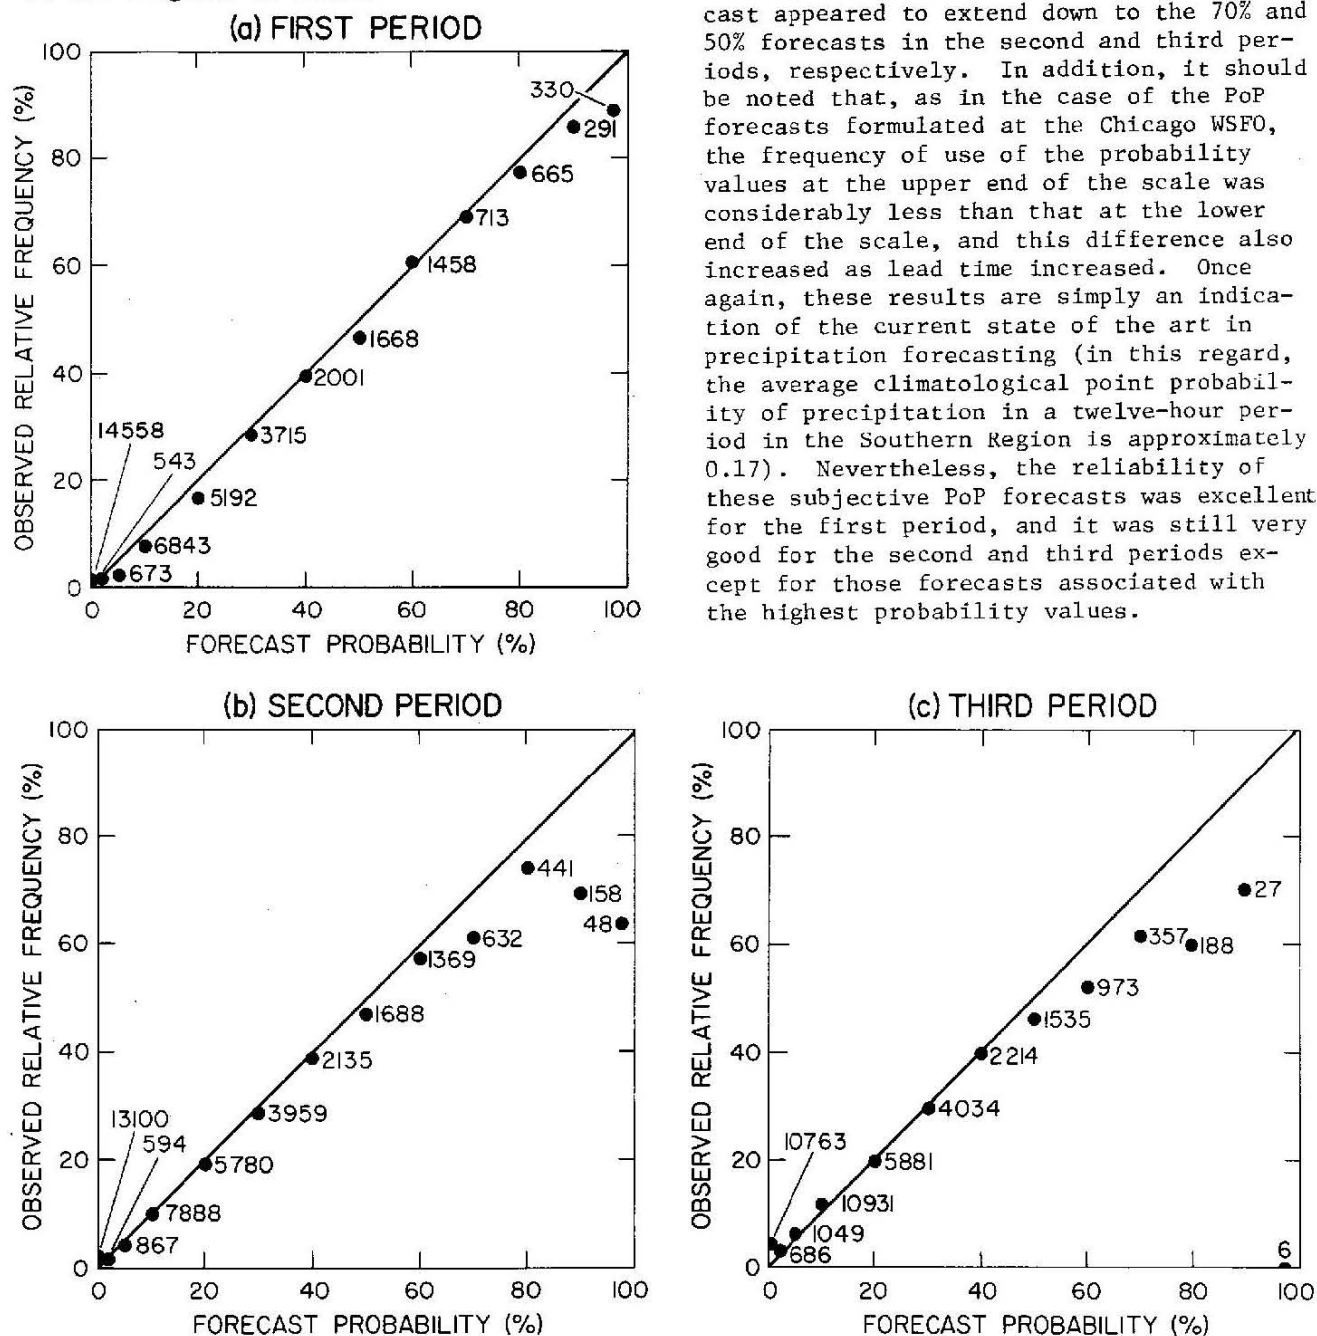 (a) FIRST PERIOD
100
80
60
40
20
0
OBSERVED RELATIVE FREQUENCY (%)
330
291
665
713
1458
1668
2001
3715
5192
6843
673
14558
543
0 20 40 60 80 100
FORECAST PROBABILITY (%)
cast appeared to extend down to the 70% and
50% forecasts in the second and third per-
iods, respectively. In addition, it should
be noted that, as in the case of the PoP
forecasts formulated at the Chicago WSFO,
the frequency of use of the probability
values at the upper end of the scale was
considerably less than that at the lower
end of the scale, and this difference also
increased as lead time increased. Once
again, these results are simply an indica-
tion of the current state of the art in
precipitation forecasting (in this regard,
the average climatological point probabil-
ity of precipitation in a twelve-hour per-
iod in the Southern Region is approximately
0.17). Nevertheless, the reliability of
these subjective PoP forecasts was excellent
for the first period, and it was still very
good for the second and third periods ex-
cept for those forecasts associated with
the highest probability values.
(b) SECOND PERIOD
100
80
60
40
20
0
OBSERVED RELATIVE FREQUENCY (%)
441
158
48
632
1369
1688
2135
3959
5780
7888
867
13100
594
0 20 40 60 80 100
FORECAST PROBABILITY (%)
(c) THIRD PERIOD
100
80
60
40
20
0
OBSERVED RELATIVE FREQUENCY (%)
27
357
188
973
1535
2214
4034
5881
10931
1049
686
10763
6
0 20 40 60 80 100
FORECAST PROBABILITY (%)